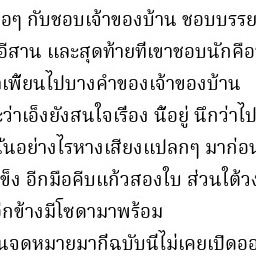 อๆ กับชอบเจ้าของบ้าน ชอบบรรย
อีสาน และสุดท้ายที่เขาชอบนักคือ
เพี้ยนไปบางคำของเจ้าของบ้าน
ว่าเอ็งยังสนใจเรื่อง นี้อยู่ นึกว่าไป
นอย่างไรหางเสียงแปลกๆ มาก่อน
ข็ง อีกมือคีบแก้วสองใบ ส่วนใต้ว
กข้างมีโซดามาพร้อม
นจดหมายมากี่ฉบับนี่ไม่เคยเปิดออ